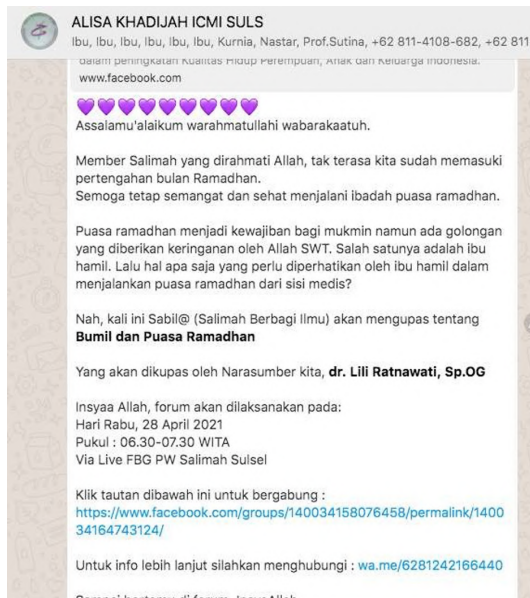 ALISA KHADIJAH ICMI SULS
Ibu, Ibu, Ibu, Ibu, Ibu, Ibu, Kurnia, Nastar, Prof.Sutina, +62 811-4108-682, +62 811
dalam peningkatan Kualitas Hidup Perempuan, Anak dan Keluarga Indonesia.
www.facebook.com
Assalamu'alaikum warahmatullahi wabarakaatuh.
Member Salimah yang dirahmati Allah, tak terasa kita sudah memasuki
pertengahan bulan Ramadhan.
Semoga tetap semangat dan sehat menjalani ibadah puasa ramadhan.
Puasa ramadhan menjadi kewajiban bagi mukmin namun ada golongan
yang diberikan keringanan oleh Allah SWT. Salah satunya adalah ibu
hamil. Lalu hal apa saja yang perlu diperhatikan oleh ibu hamil dalam
menjalankan puasa ramadhan dari sisi medis?
Nah, kali ini Sabil@ (Salimah Berbagi Ilmu) akan mengupas tentang
Bumil dan Puasa Ramadhan
Yang akan dikupas oleh Narasumber kita, dr. Lili Ratnawati, Sp.OG
Insyaa Allah, forum akan dilaksanakan pada:
Hari Rabu, 28 April 2021
Pukul : 06.30-07.30 WITA
Via Live FBG PW Salimah Sulsel
Klik tautan dibawah ini untuk bergabung :
https://www.facebook.com/groups/140034158076458/permalink/1400
34164743124/
Untuk info lebih lanjut silahkan menghubungi : wa.me/6281242166440